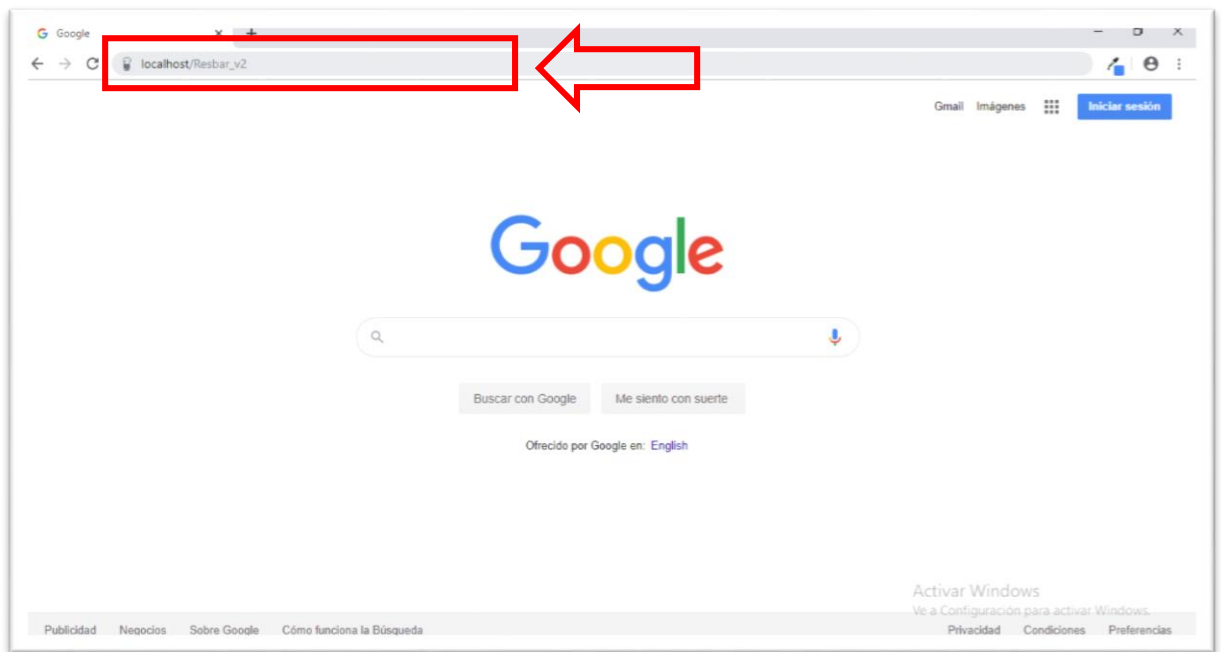 Google
localhost/Resbar_v2
Gmail Imágenes Iniciar sesión
Google
Buscar con Google Me siento con suerte
Ofrecido por Google en: English
Activar Windows
Ve a Configuración para activar Windows.
Publicidad Negocios Sobre Google Cómo funciona la Búsqueda Privacidad Condiciones Preferencias